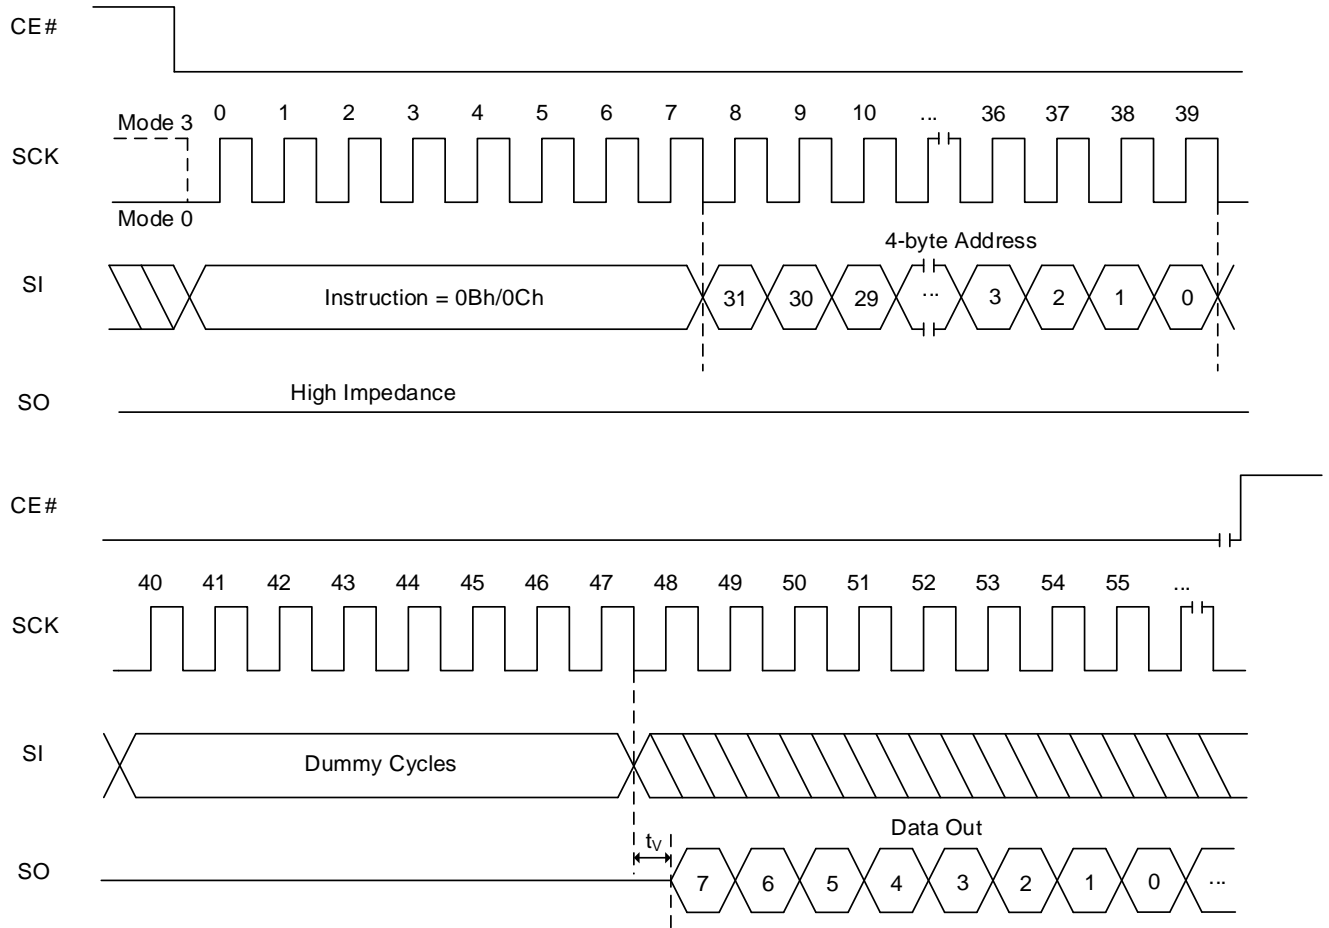 CE#
Mode 3 0 1 2 3 4 5 6 7 8 9 10 ... 36 37 38 39
SCK
Mode 0
4-byte Address
SI Instruction = 0Bh/0Ch 31 30 29 ... 3 2 1 0
High Impedance
SO
CE#
40 41 42 43 44 45 46 47 48 49 50 51 52 53 54 55 ...
SCK
SI Dummy Cycles
Data Out
tV
SO 7 6 5 4 3 2 1 0 ...